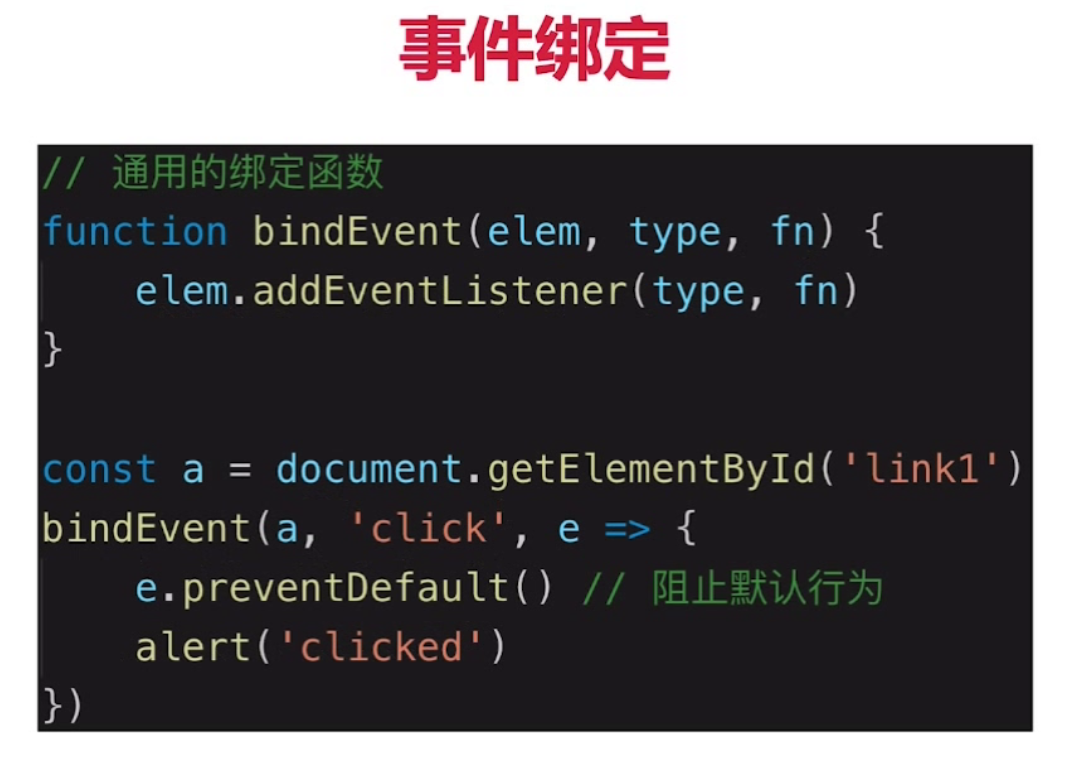 事件绑定
// 通用的绑定函数
function bindEvent(elem, type, fn) {
    elem.addEventListener(type, fn)
}
const a = document.getElementById('link1')
bindEvent(a, 'click', e => {
    e.preventDefault() // 阻止默认行为
    alert('clicked')
})